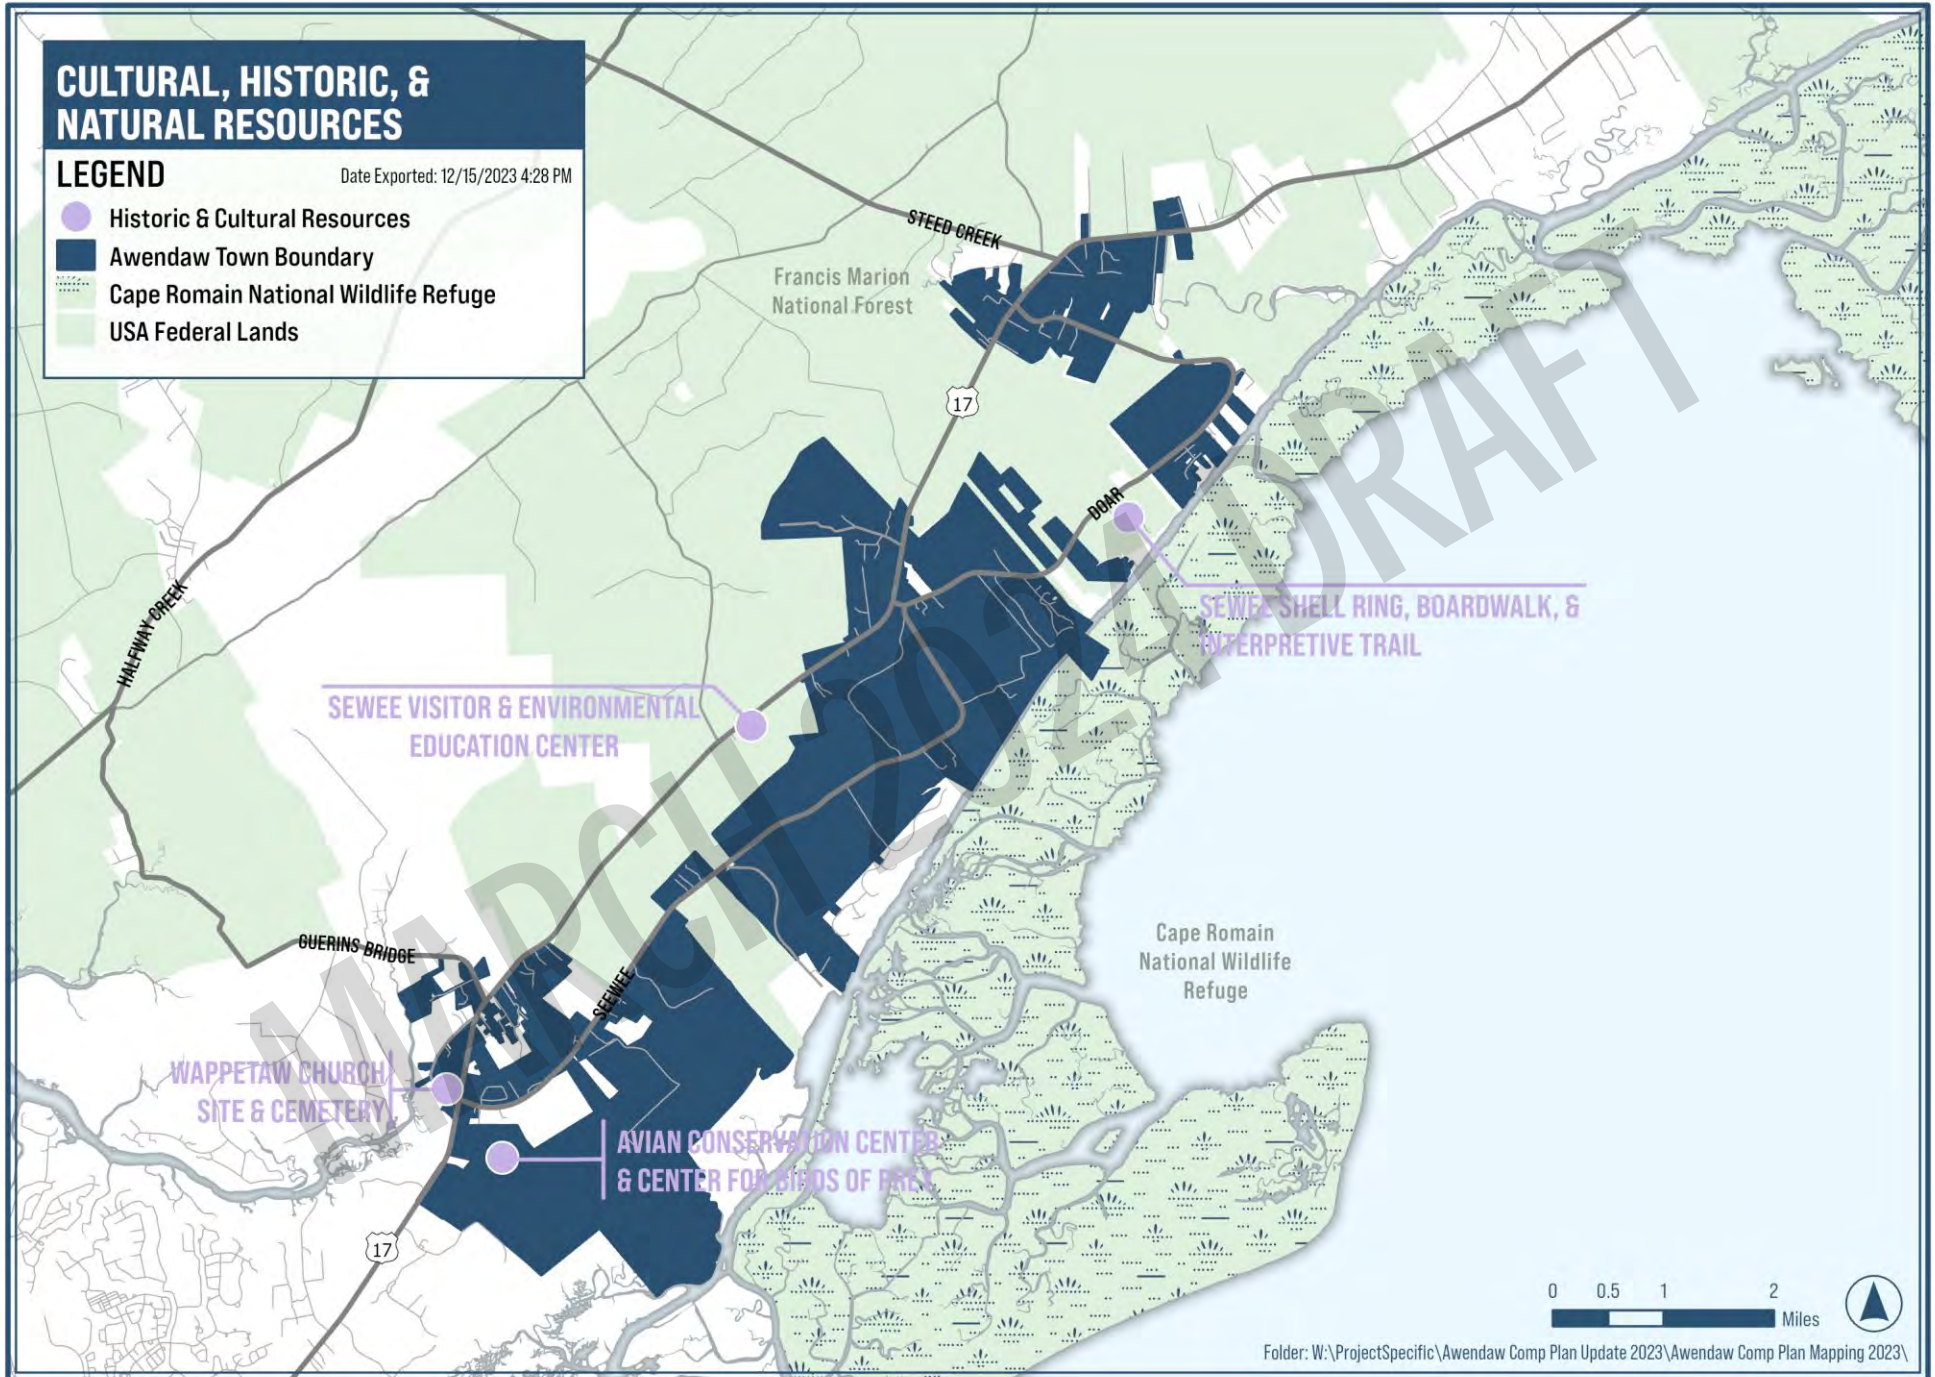 CULTURAL, HISTORIC, &
NATURAL RESOURCES
LEGEND
Date Exported: 12/15/2023 4:28 PM
Historic & Cultural Resources
Awendaw Town Boundary
Cape Romain National Wildlife Refuge
USA Federal Lands
STEED CREEK
Francis Marion
National Forest
17
DOAR
SEWEE SHELL RING, BOARDWALK, &
INTERPRETIVE TRAIL
HALFWAY CREEK
SEWEE VISITOR & ENVIRONMENTAL
EDUCATION CENTER
GUERINS BRIDGE
SEEWEE
Cape Romain
National Wildlife
Refuge
WAPPETAW CHURCH
SITE & CEMETERY
AVIAN CONSERVATION CENTER
& CENTER FOR BIRDS OF PREY
17
MARCH 2024 DRAFT
0 0.5 1 2
Miles
Folder: W:\ProjectSpecific\Awendaw Comp Plan Update 2023\Awendaw Comp Plan Mapping 2023\